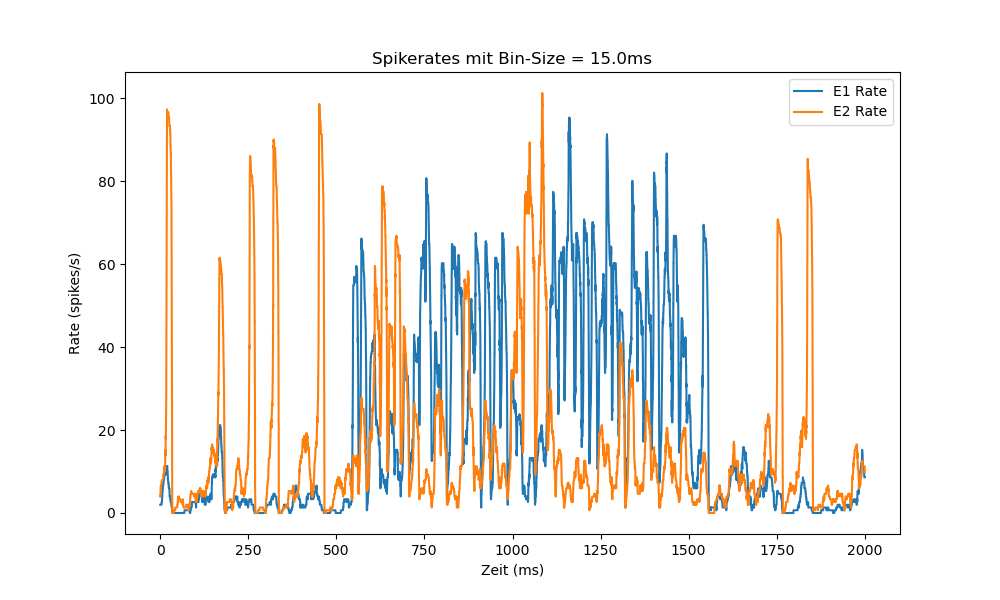 Spikerates mit Bin-Size = 15.0ms
E1 Rate
E2 Rate
100
80
60
40
20
0
Rate (spikes/s)
0 250 500 750 1000 1250 1500 1750 2000
Zeit (ms)